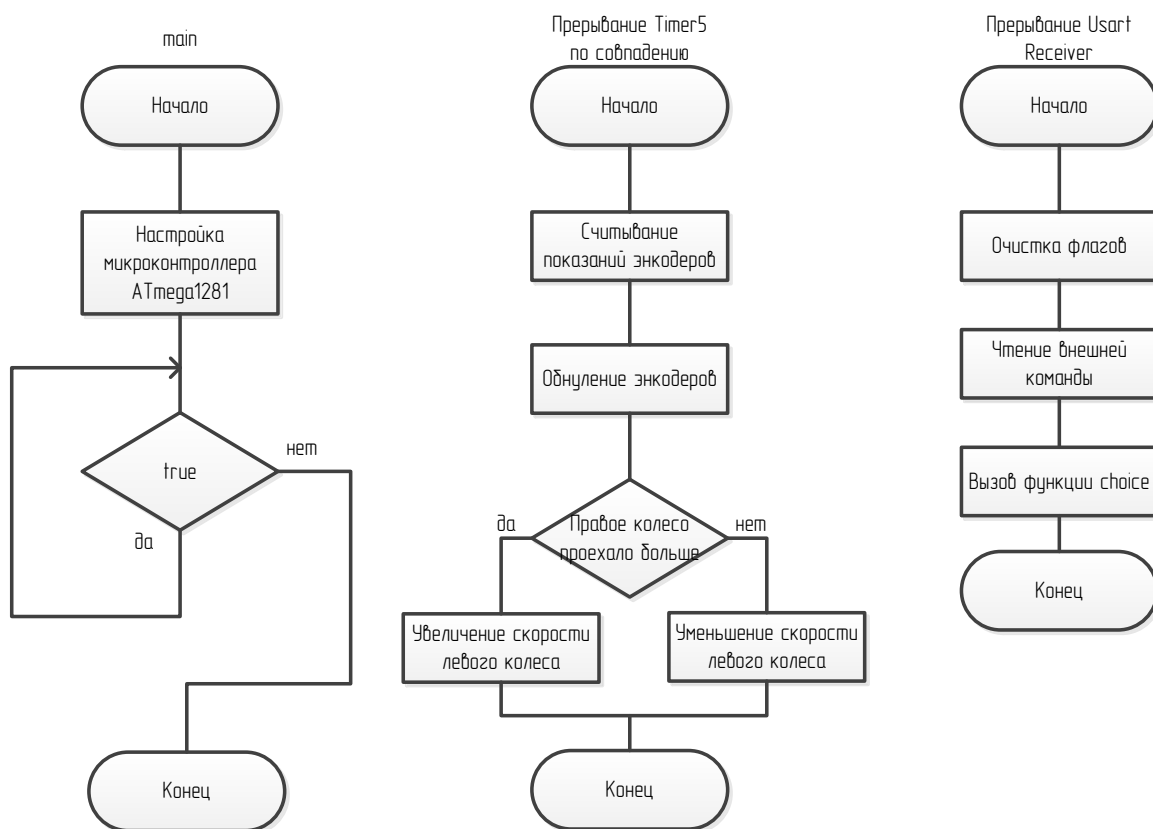 main
Начало
Настройка
микроконтроллера
ATmega1281
true
нет
да
Конец
Прерывание Timer5
по совпадению
Начало
Считывание
показаний энкодеров
Обнуление энкодеров
Правое колесо
проехало больше
да
нет
Увеличение скорости
левого колеса
Уменьшение скорости
левого колеса
Конец
Прерывание Usart
Receiver
Начало
Очистка флагов
Чтение внешней
команды
Вызов функции choice
Конец